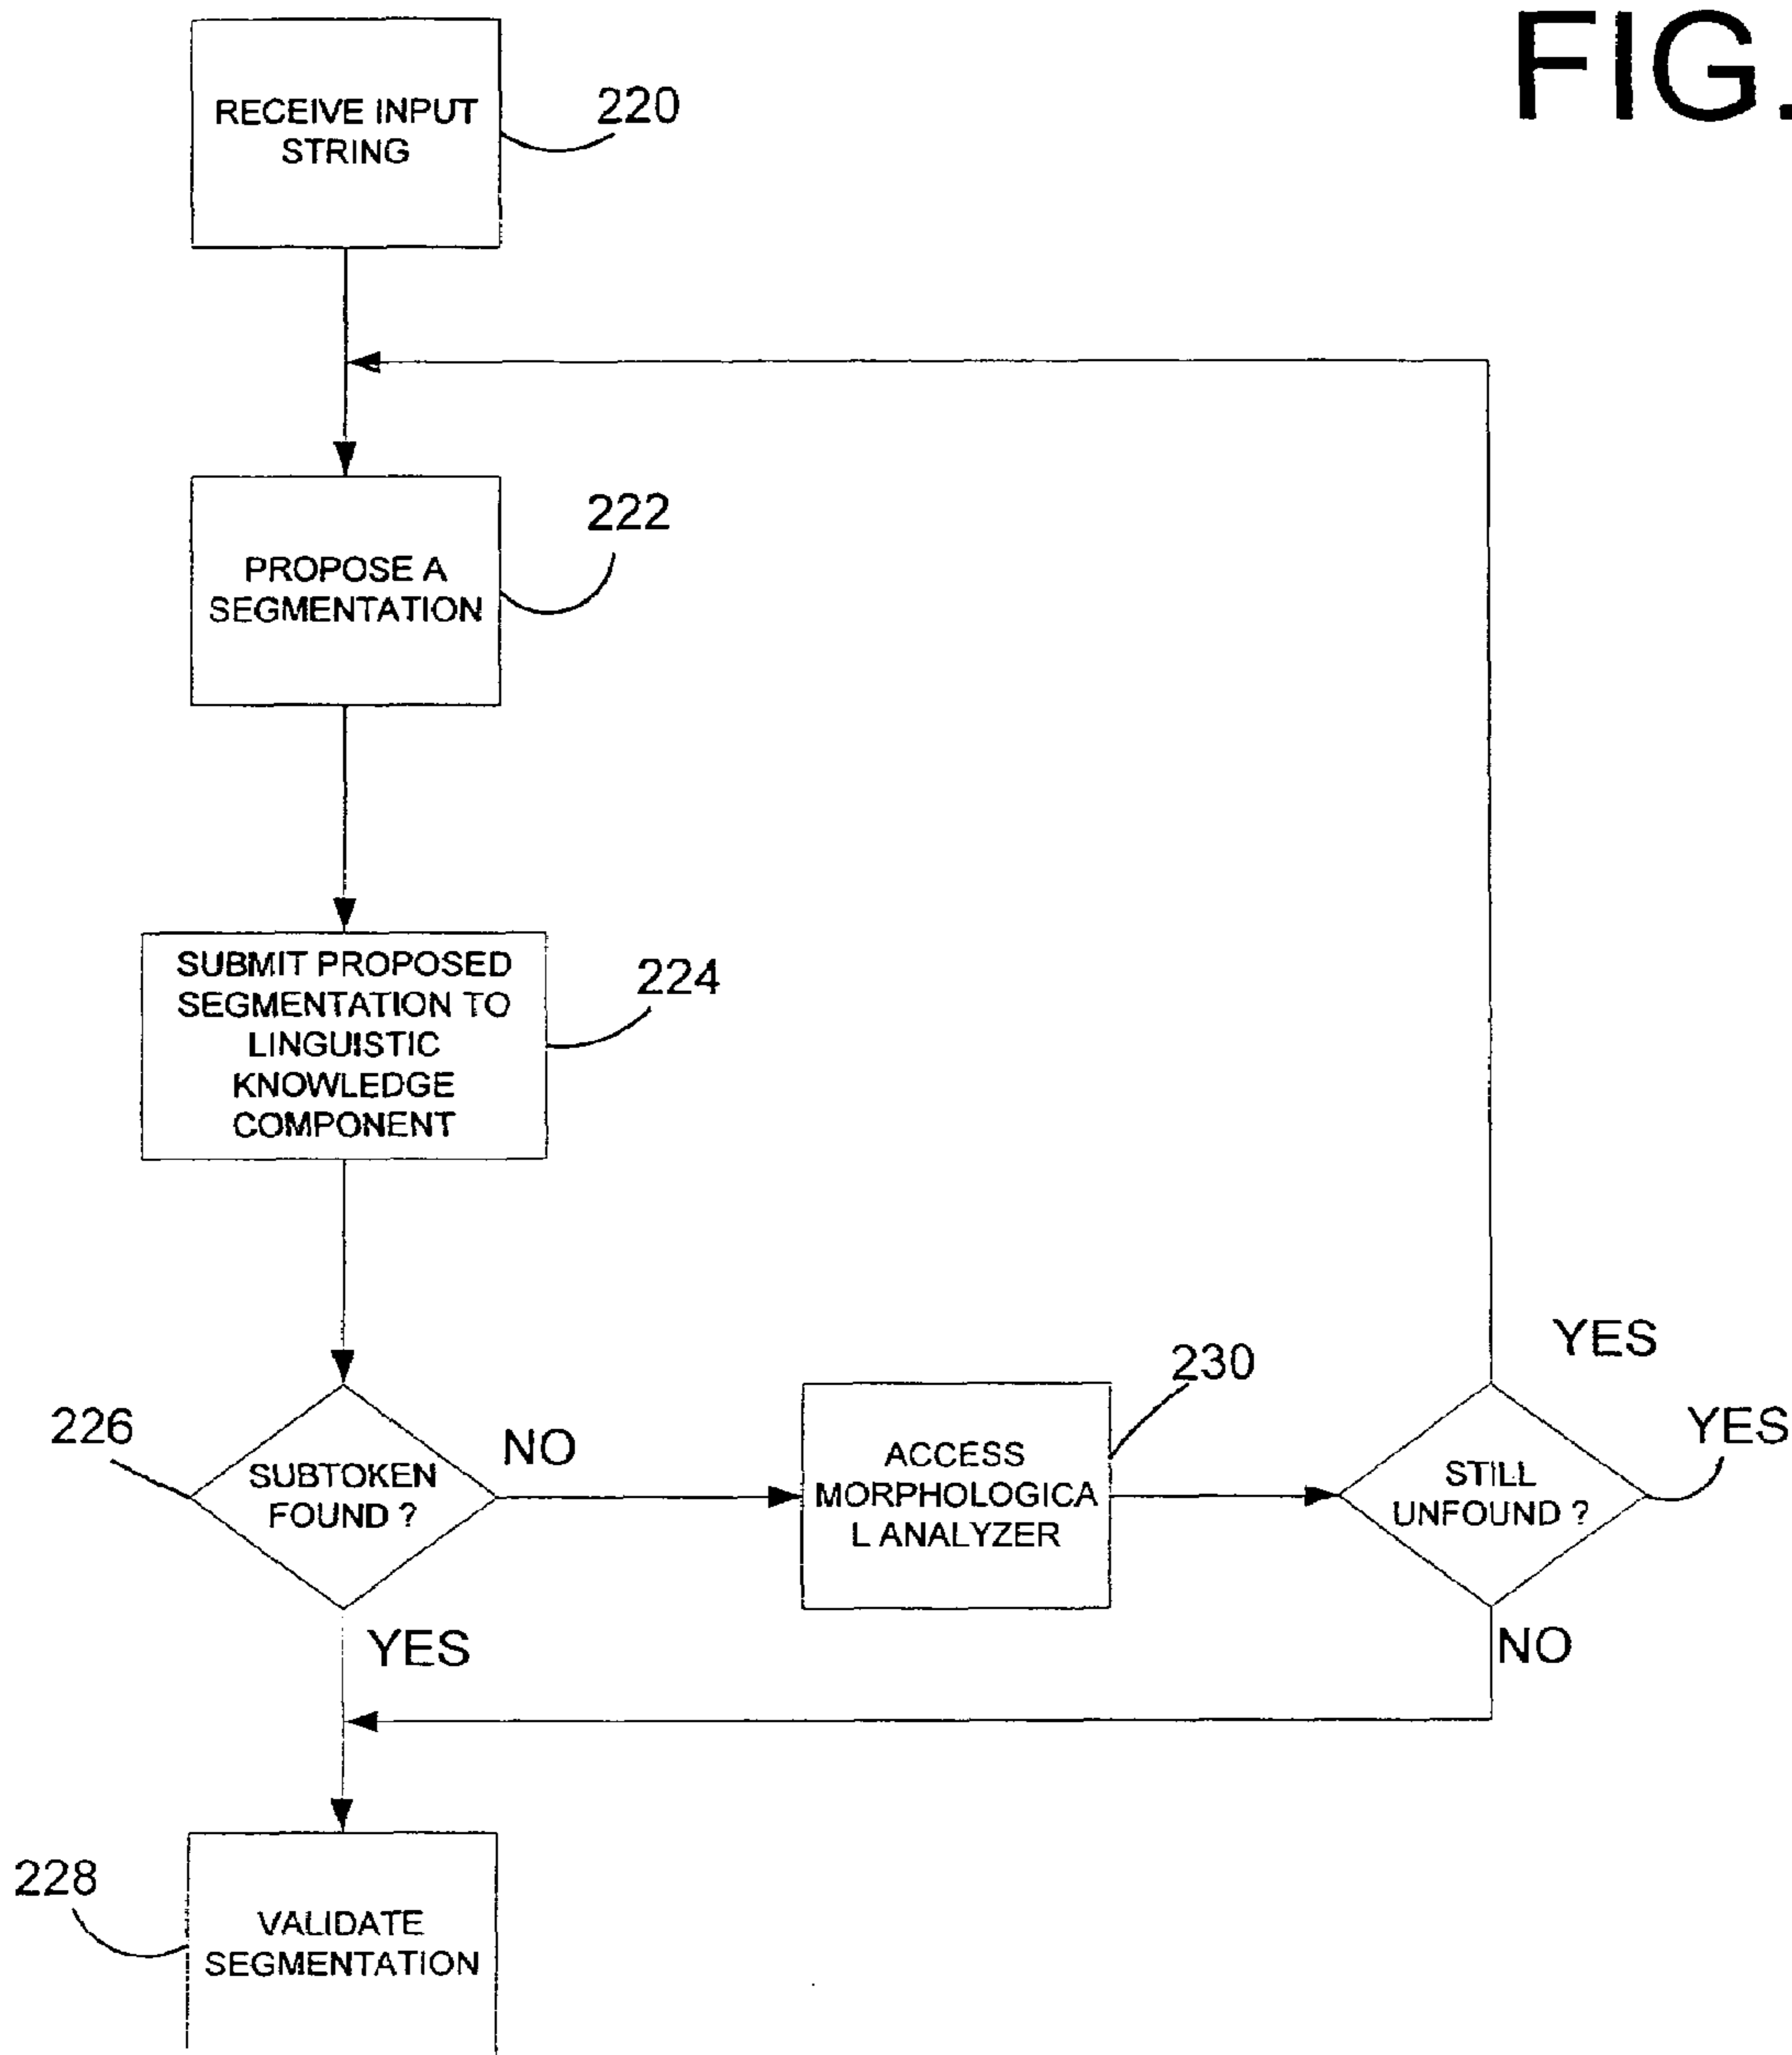 FIG.
RECEIVE INPUT
STRING
220
PROPOSE A
SEGMENTATION
222
SUBMIT PROPOSED
SEGMENTATION TO
LINGUISTIC
KNOWLEDGE
COMPONENT
224
226
SUBTOKEN
FOUND ?
NO
YES
ACCESS
MORPHOLOGICA
L ANALYZER
230
STILL
UNFOUND ?
YES
YES
NO
228
VALIDATE
SEGMENTATION